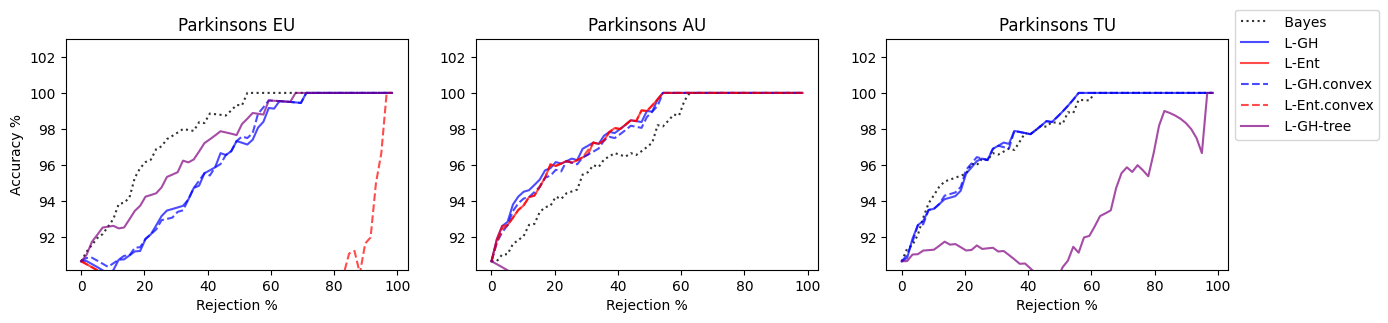 Parkinsons EU
Accuracy %
102
100
98
96
94
92
0 20 40 60 80 100
Rejection %
Parkinsons AU
102
100
98
96
94
92
0 20 40 60 80 100
Rejection %
Parkinsons TU
102
100
98
96
94
92
0 20 40 60 80 100
Rejection %
Bayes
L-GH
L-Ent
L-GH.convex
L-Ent.convex
L-GH-tree